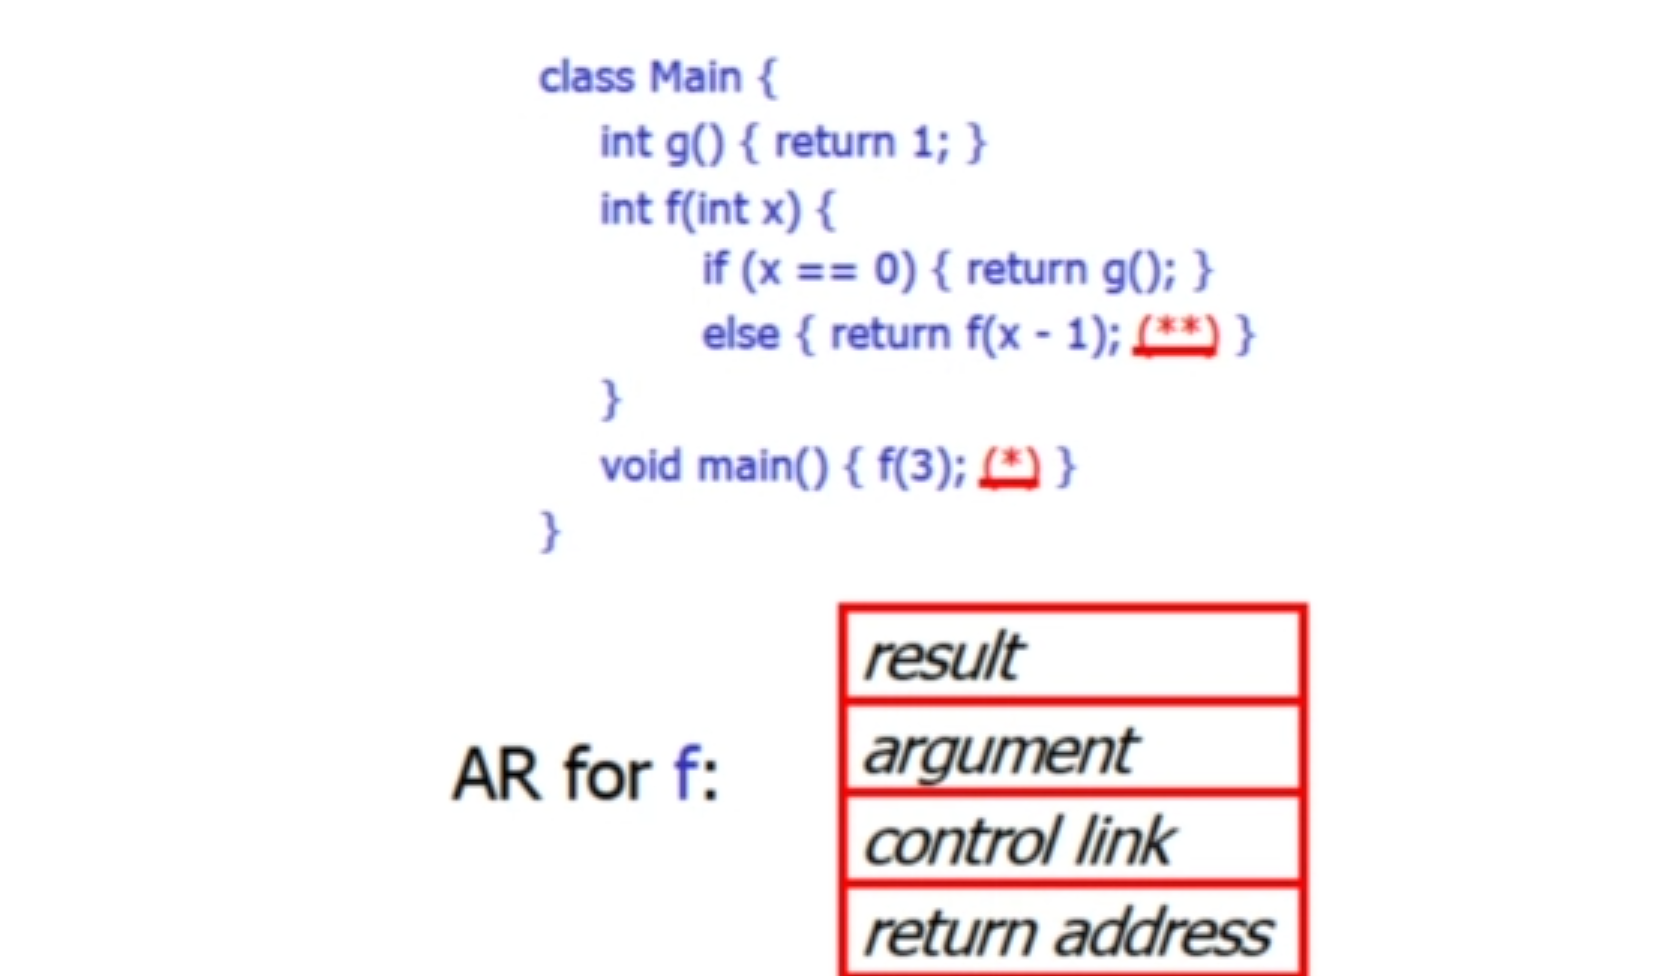 class Main {
int g() { return 1; }
int f(int x) {
if (x == 0) { return g(); }
else { return f(x - 1); (**) }
}
void main() { f(3); (*) }
}
AR for f:
result
argument
control link
return address